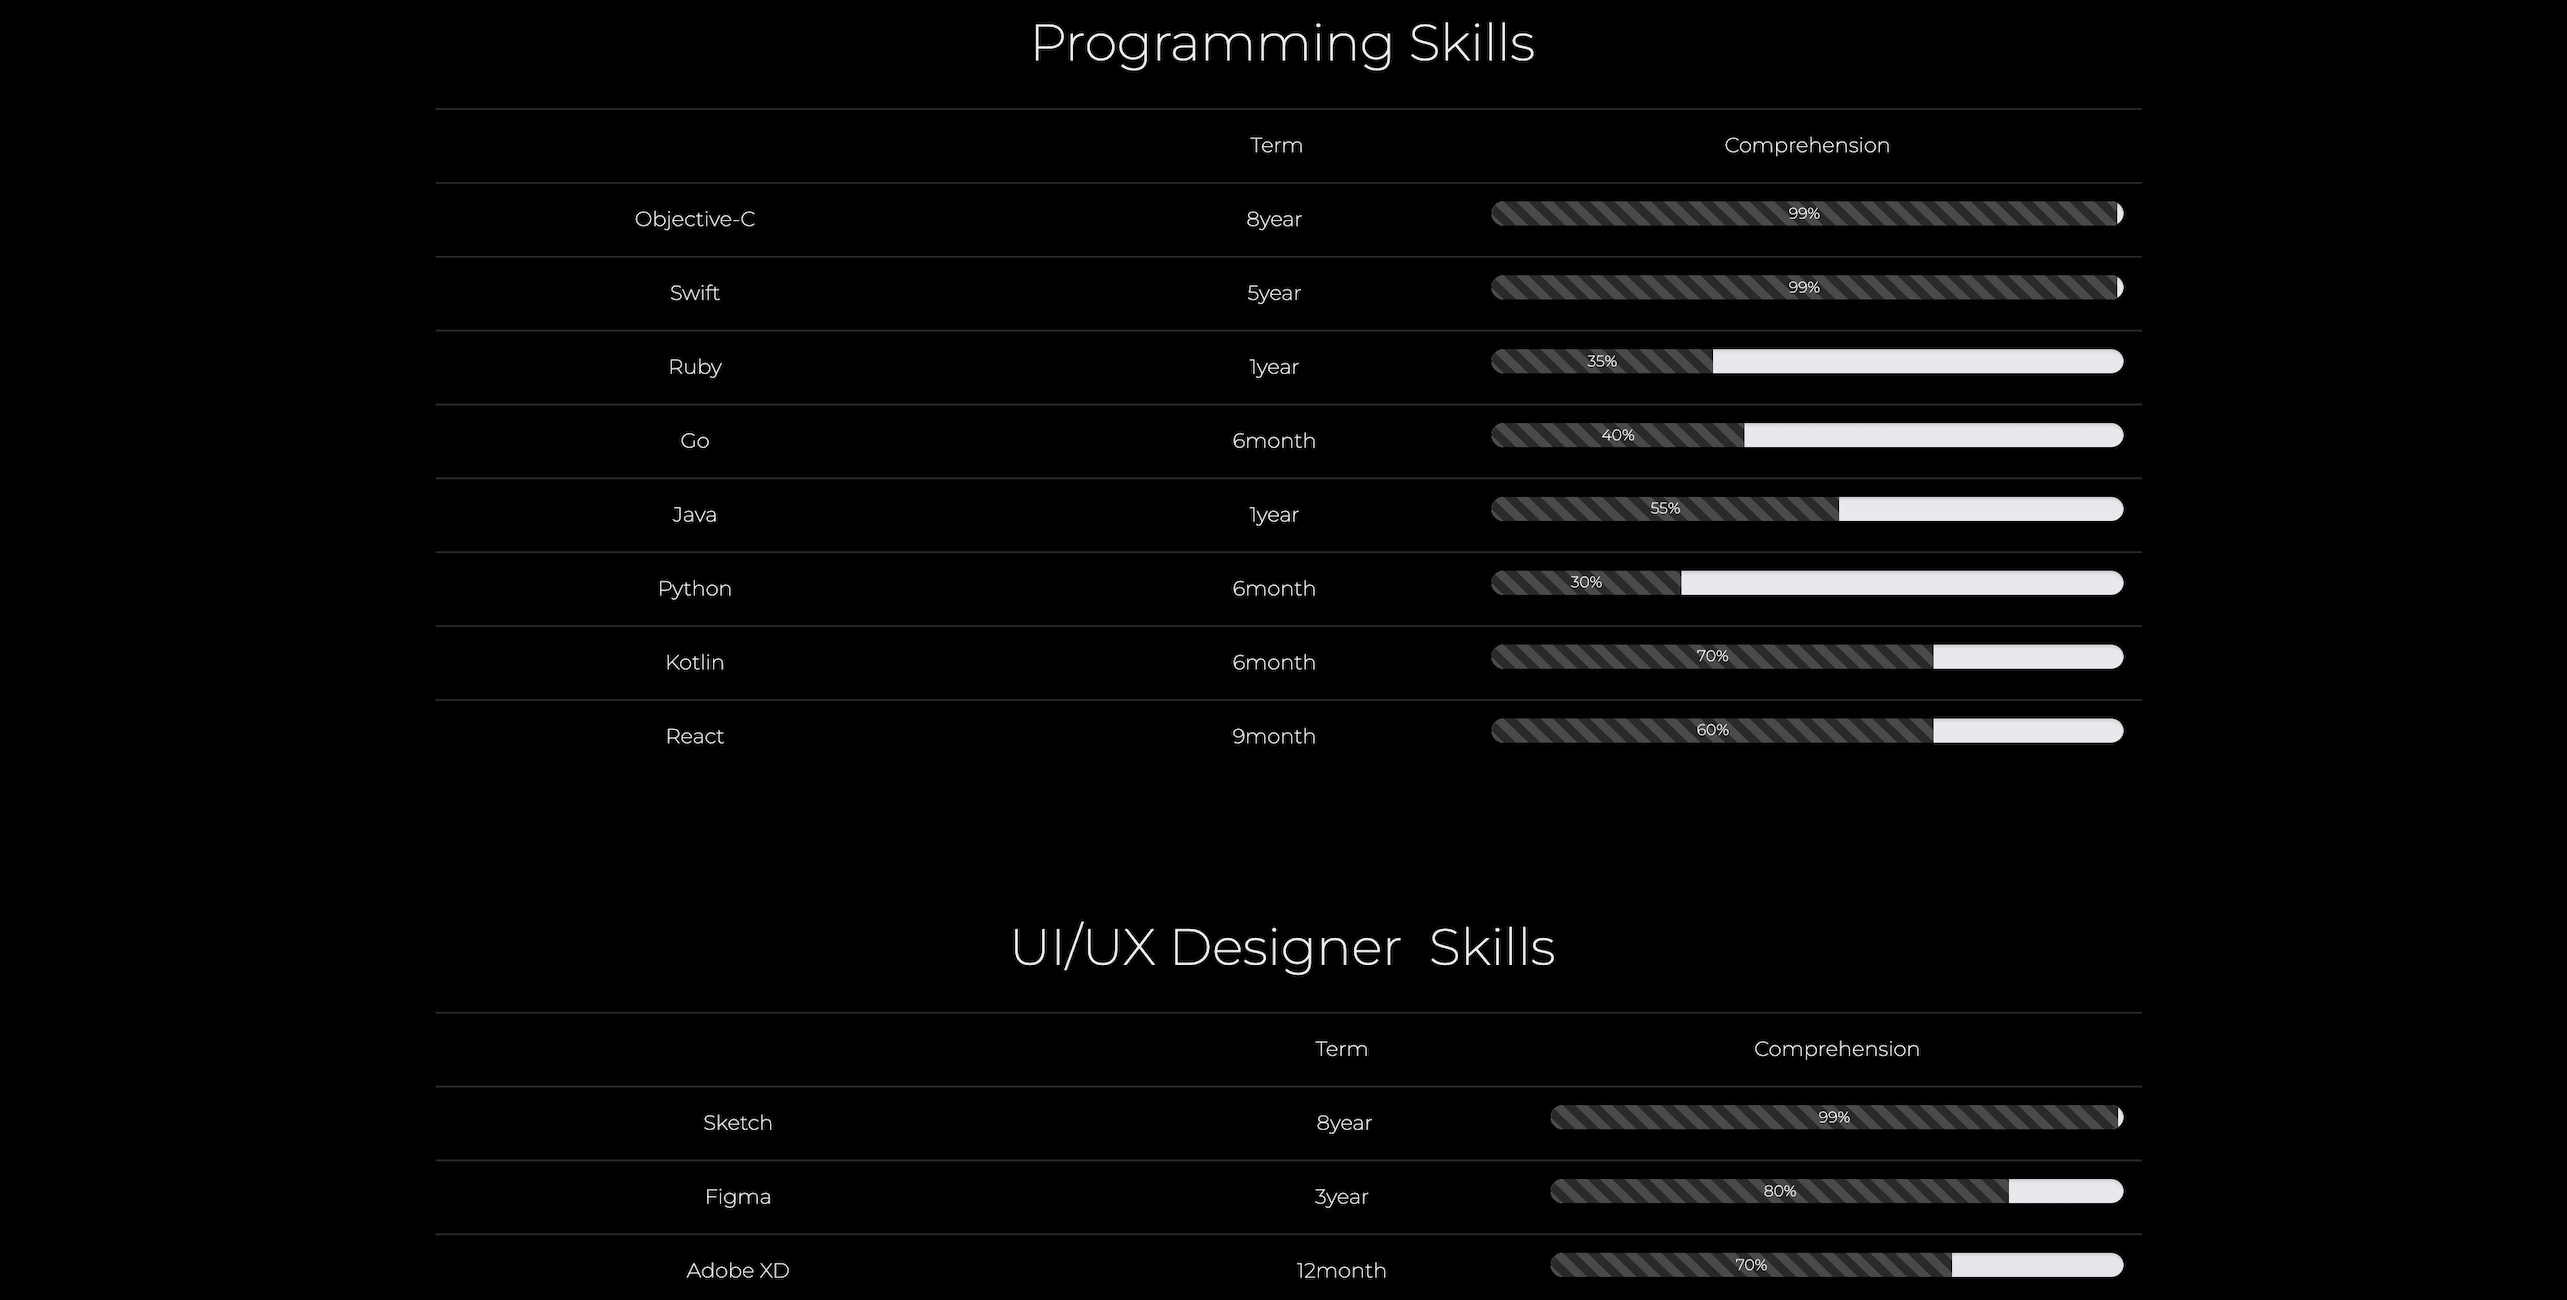 Programming Skills
Term Comprehension
Objective-C 8year 99%
Swift 5year 99%
Ruby 1year 35%
Go 6month 40%
Java 1year 55%
Python 6month 30%
Kotlin 6month 70%
React 9month 60%
UI/UX Designer Skills
Term Comprehension
Sketch 8year 99%
Figma 3year 80%
Adobe XD 12month 70%